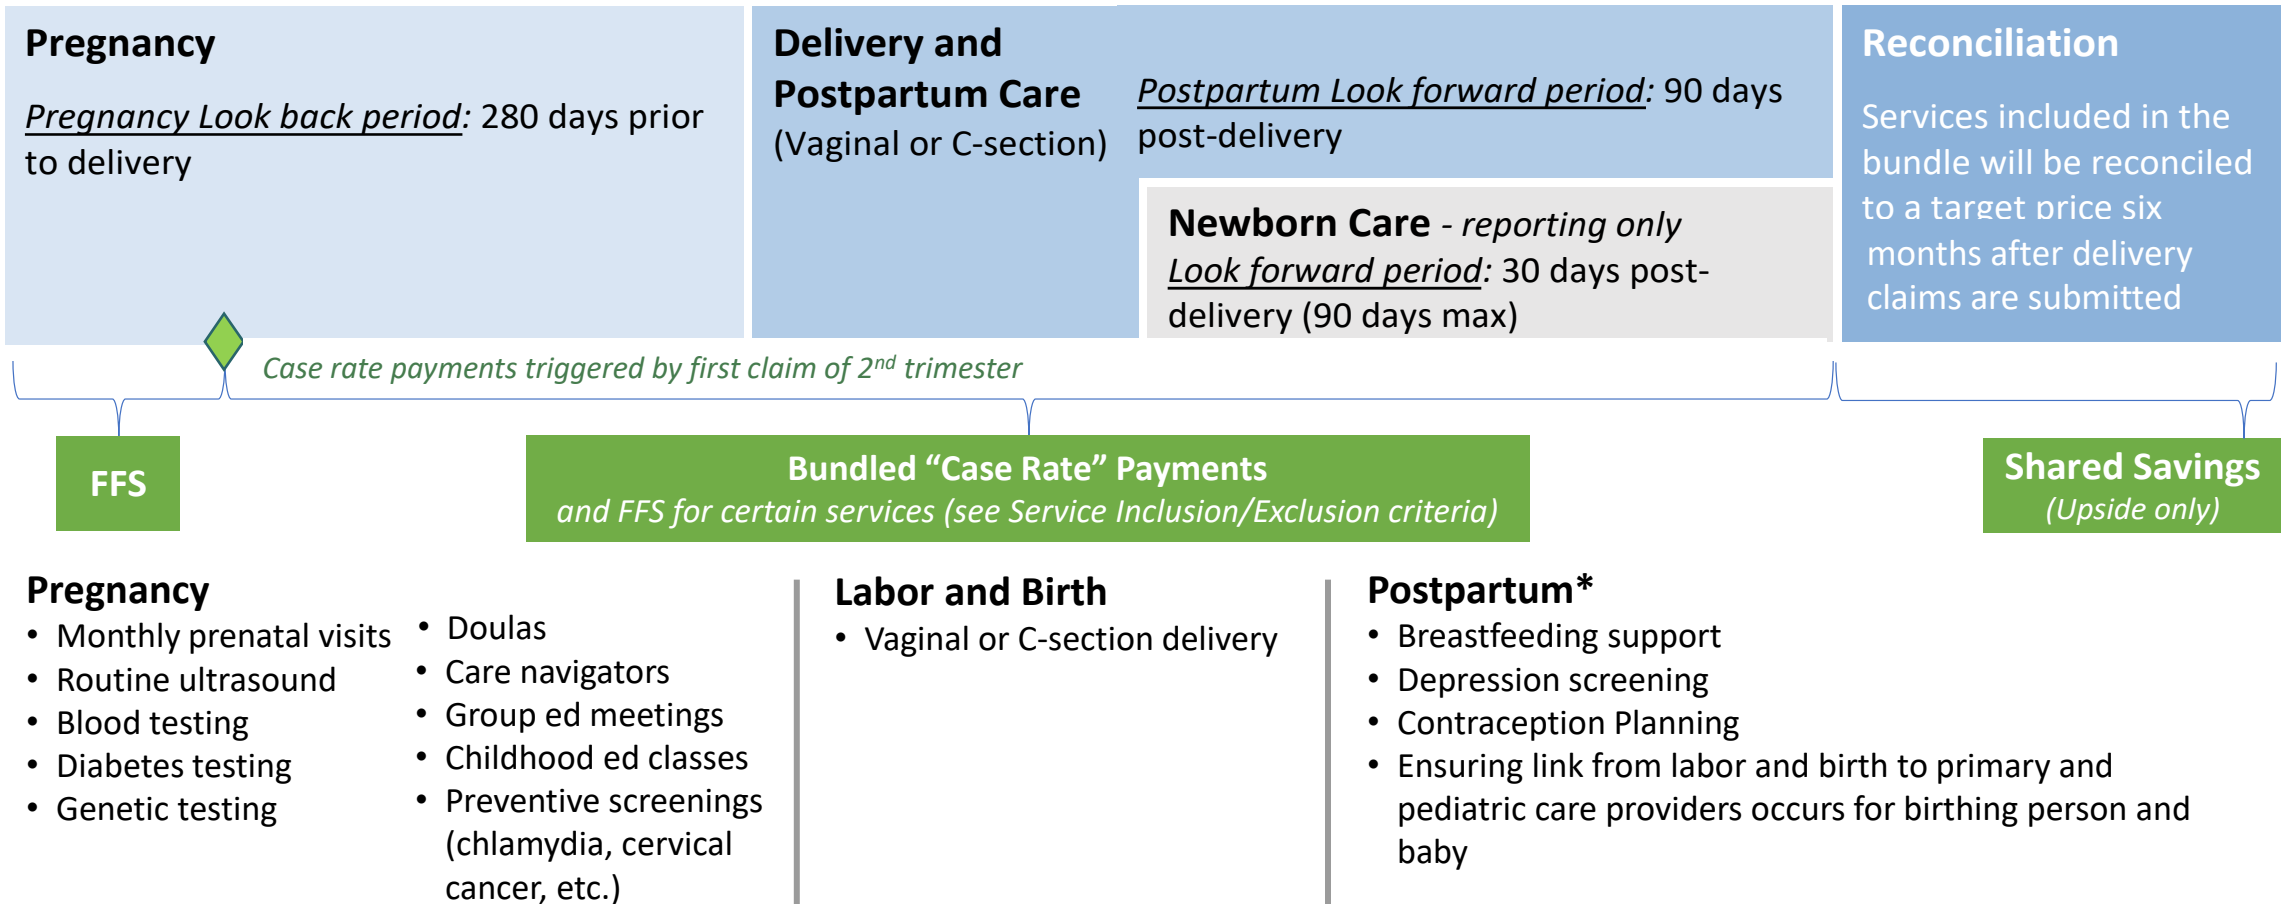 Pregnancy
Pregnancy Look back period: 280 days prior
to delivery
Delivery and
Postpartum Care
(Vaginal or C-section)
Postpartum Look forward period: 90 days
post-delivery
Newborn Care - reporting only
Look forward period: 30 days post-
delivery (90 days max)
Reconciliation
Services included in the
bundle will be reconciled
to a target price six
months after delivery
claims are submitted
Case rate payments triggered by first claim of 2nd trimester
FFS
Bundled “Case Rate” Payments
and FFS for certain services (see Service Inclusion/Exclusion criteria)
Shared Savings
(Upside only)
Pregnancy
• Monthly prenatal visits
• Routine ultrasound
• Blood testing
• Diabetes testing
• Genetic testing
• Doulas
• Care navigators
• Group ed meetings
• Childhood ed classes
• Preventive screenings
(chlamydia, cervical
cancer, etc.)
Labor and Birth
• Vaginal or C-section delivery
Postpartum*
• Breastfeeding support
• Depression screening
• Contraception Planning
• Ensuring link from labor and birth to primary and
pediatric care providers occurs for birthing person and
baby